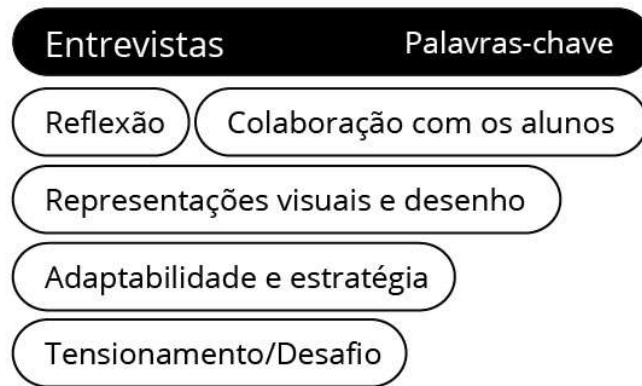 Entrevistas Palavras-chave
Reflexão Colaboração com os alunos
Representações visuais e desenho
Adaptabilidade e estratégia
Tensionamento/Desafio